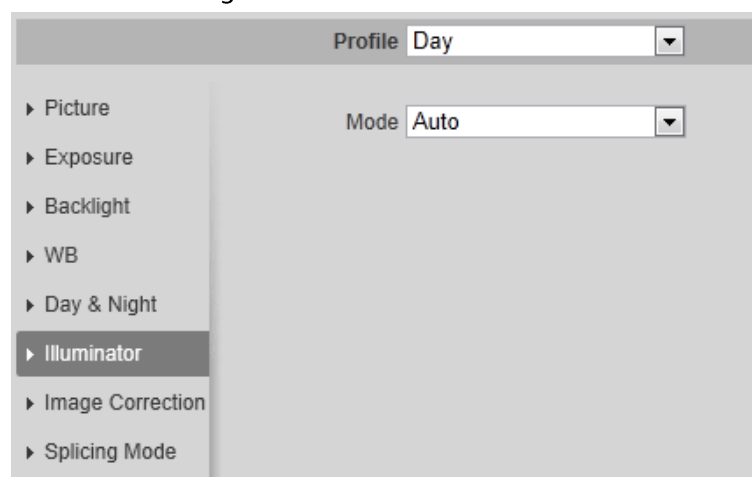 Profile Day
Picture
Mode Auto
Exposure
Backlight
WB
Day & Night
Illuminator
Image Correction
Splicing Mode